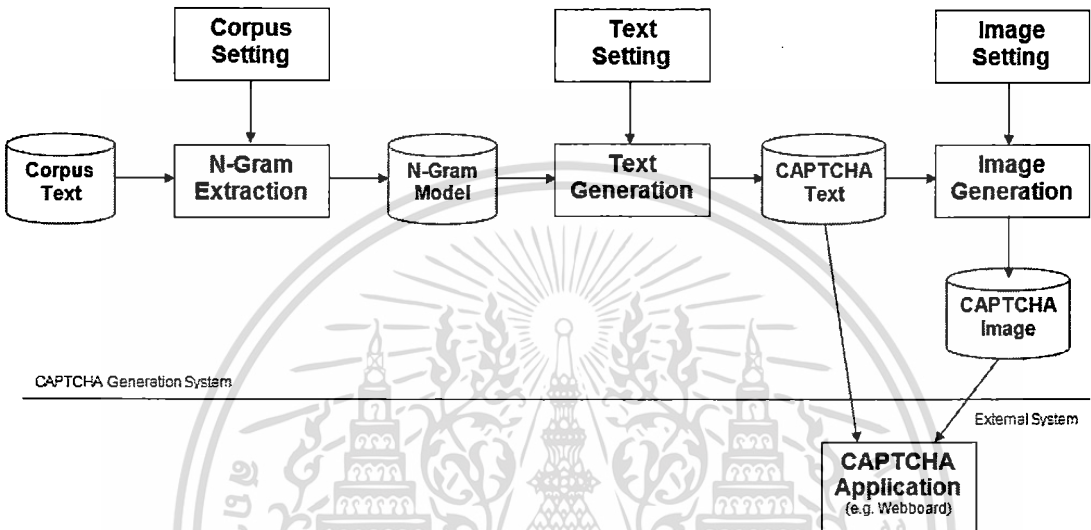 Corpus
Setting
Text
Setting
Image
Setting
Corpus
Text
N-Gram
Extraction
N-Gram
Model
Text
Generation
CAPTCHA
Text
Image
Generation
CAPTCHA
Image
CAPTCHA Generation System
External System
CAPTCHA
Application
(e.g. Webboard)